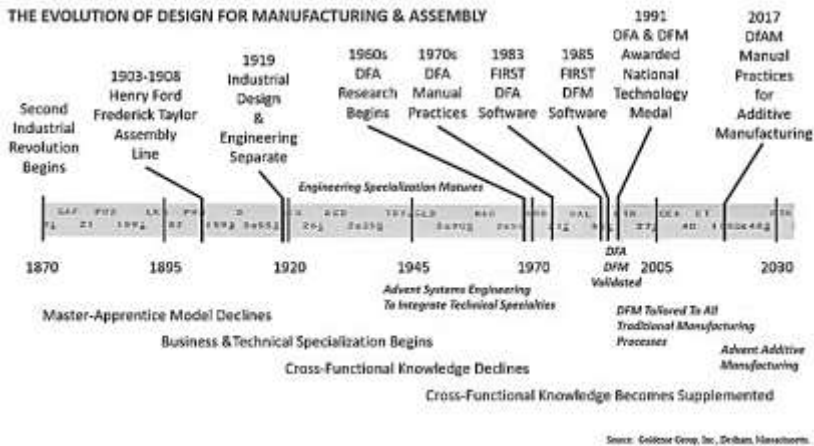 THE EVOLUTION OF DESIGN FOR MANUFACTURING & ASSEMBLY
Second
Industrial
Revolution
Begins
1903-1908
Henry Ford
Frederick Taylor
Assembly
Line
1919
Industrial
Design
&
Engineering
Separate
1960s
DFA
Research
Begins
1970s
DFA
Manual
Practices
1983
FIRST
DFA
Software
1985
FIRST
DFM
Software
1991
DFA & DFM
Awarded
National
Technology
Medal
2017
DfAM
Manual
Practices
for
Additive
Manufacturing
Engineering Specialization Matures
1870
1895
1920
1945
1970
2005
2030
DFA
DFM
Validated
Advent Systems Engineering
To Integrate Technical Specialties
DFM Tailored To All
Traditional Manufacturing
Processes
Advent Additive
Manufacturing
Master-Apprentice Model Declines
Business & Technical Specialization Begins
Cross-Functional Knowledge Declines
Cross-Functional Knowledge Becomes Supplemented
Source: Group, Inc., Massachusetts